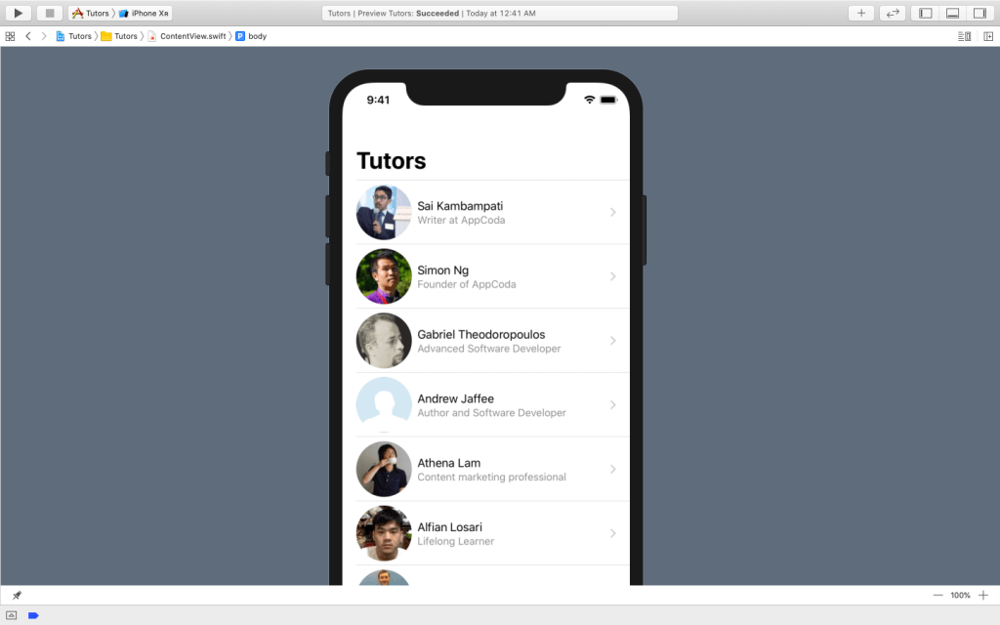 Tutors 〉 iPhone Xʀ
Tutors | Preview Tutors: Succeeded | Today at 12:41 AM
Tutors 〉 Tutors 〉 ContentView.swift 〉 P body
9:41
Tutors
Sai Kambampati
Writer at AppCoda
Simon Ng
Founder of AppCoda
Gabriel Theodoropoulos
Advanced Software Developer
Andrew Jaffee
Author and Software Developer
Athena Lam
Content marketing professional
Alfian Losari
Lifelong Learner
100%